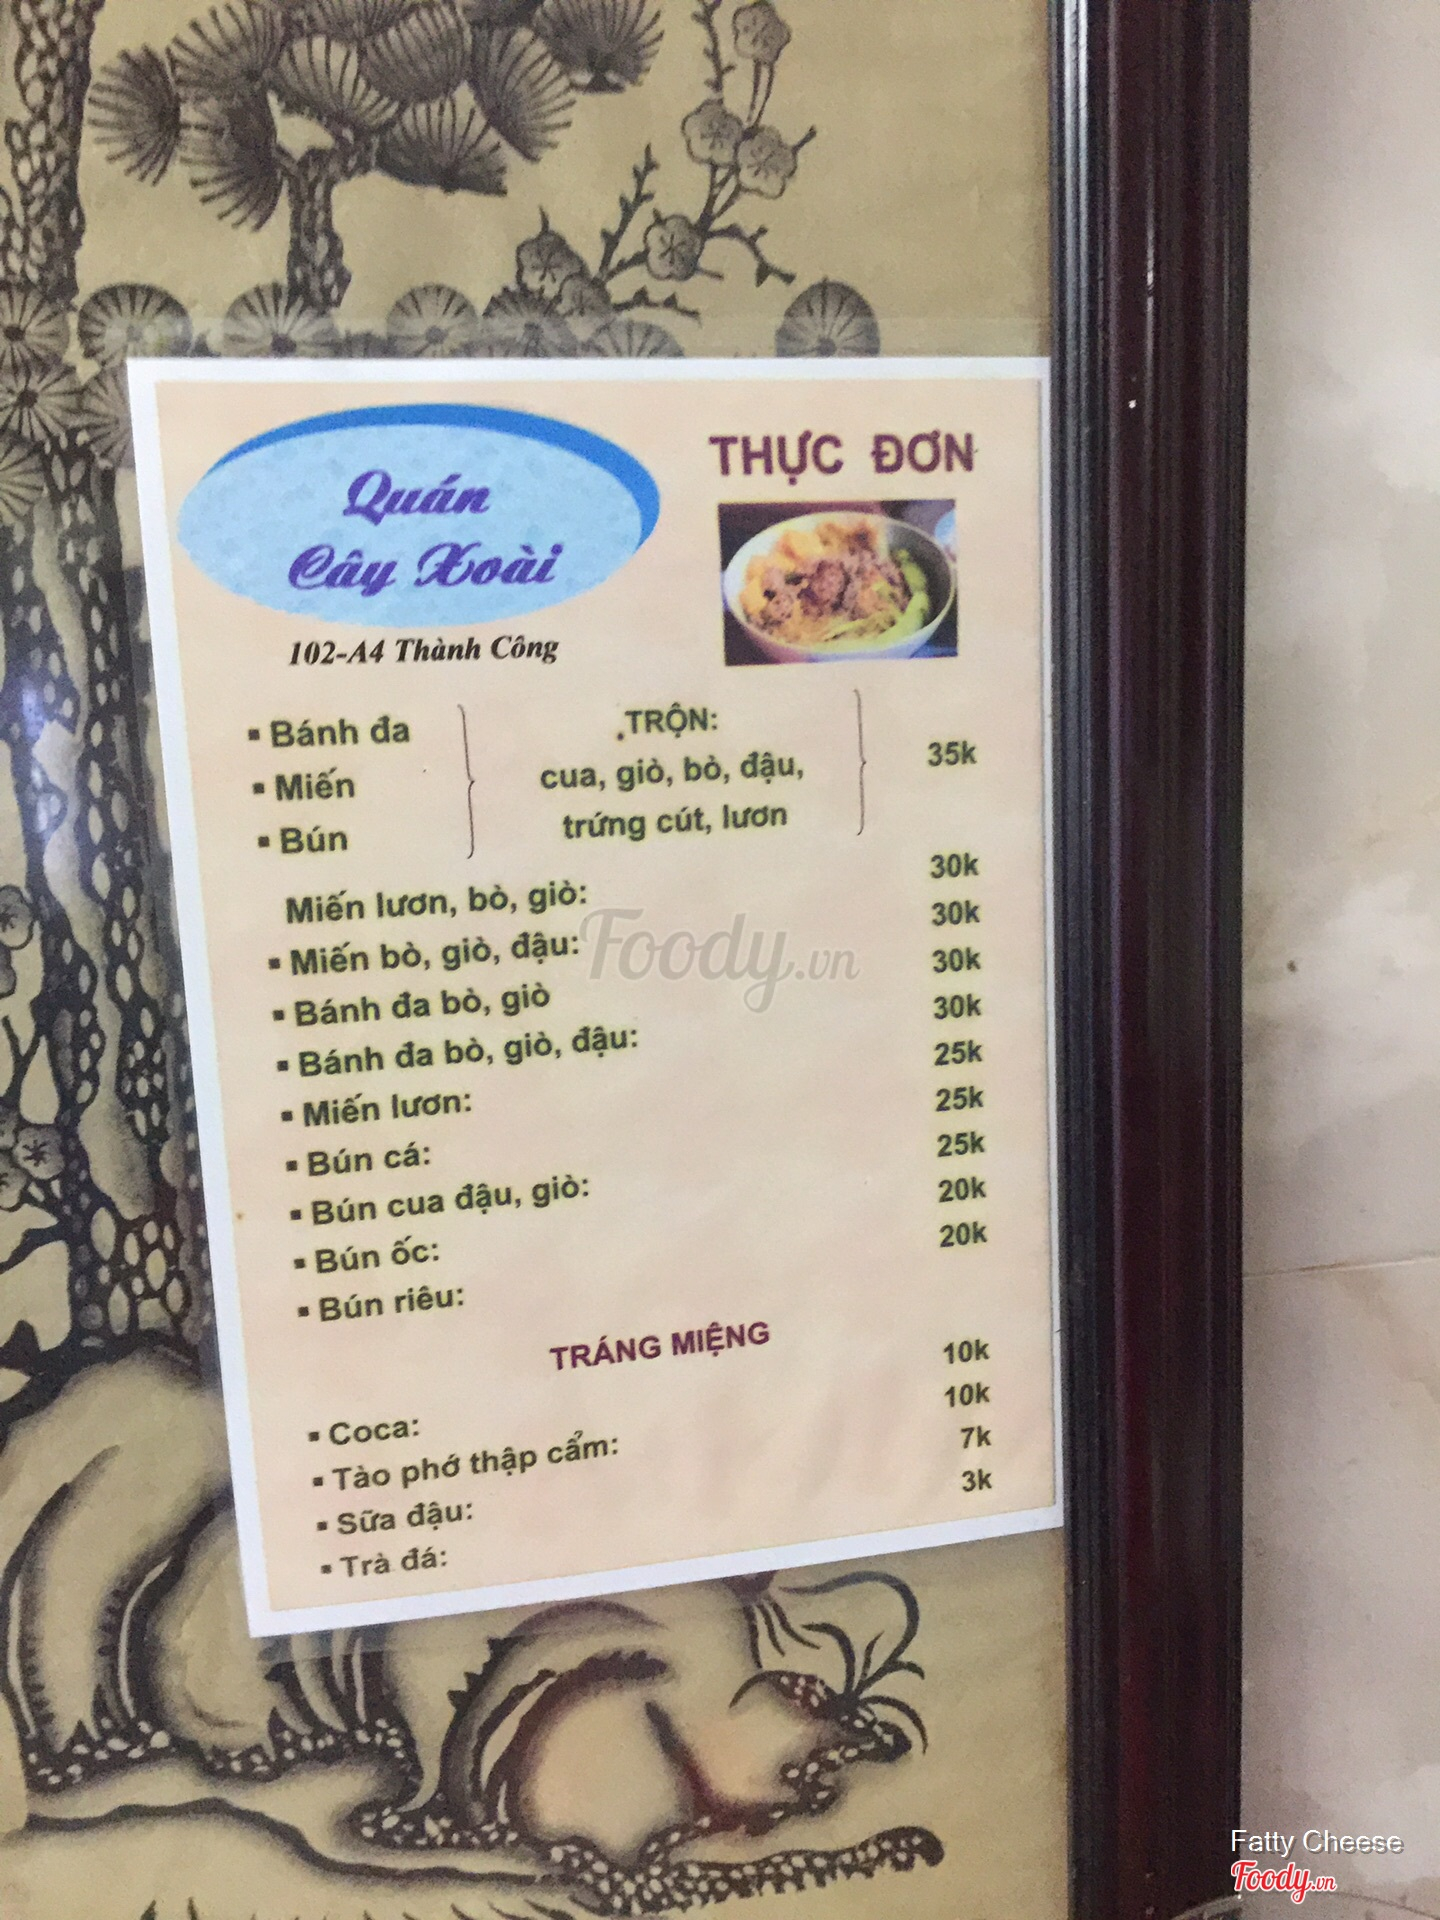 Quán
Cây Xoài
102-A4 Thành Công
THỰC ĐƠN
▪ Bánh đa
▪ Miến
▪ Bún
TRỘN:
cua, giò, bò, đậu,
trứng cút, lươn
35k
Miến lươn, bò, giò: 30k
▪ Miến bò, giò, đậu: 30k
▪ Bánh đa bò, giò 30k
▪ Bánh đa bò, giò, đậu: 30k
▪ Miến lươn: 25k
▪ Bún cá: 25k
▪ Bún cua đậu, giò: 25k
▪ Bún ốc: 20k
▪ Bún riêu: 20k
TRÁNG MIỆNG
▪ Coca: 10k
▪ Tào phớ thập cẩm: 10k
▪ Sữa đậu: 7k
▪ Trà đá: 3k
Foody.vn
Fatty Cheese
Foody.vn